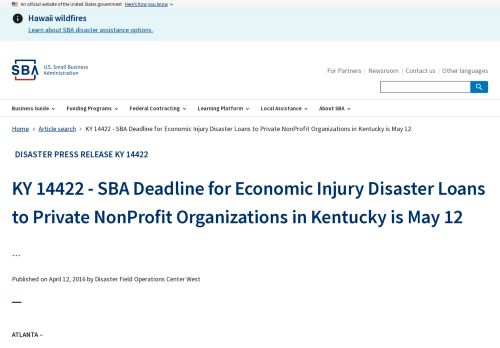 An official website of the United States government Here's how you know
Hawaii wildfires
Learn about SBA disaster assistance options.
SBA U.S. Small Business
Administration
For Partners Newsroom Contact us Other languages
Business Guide Funding Programs Federal Contracting Learning Platform Local Assistance About SBA
Home Article search KY 14422 - SBA Deadline for Economic Injury Disaster Loans to Private NonProfit Organizations in Kentucky is May 12
DISASTER PRESS RELEASE KY 14422
KY 14422 - SBA Deadline for Economic Injury Disaster Loans
to Private NonProfit Organizations in Kentucky is May 12
...
Published on April 12, 2016 by Disaster Field Operations Center West
ATLANTA –